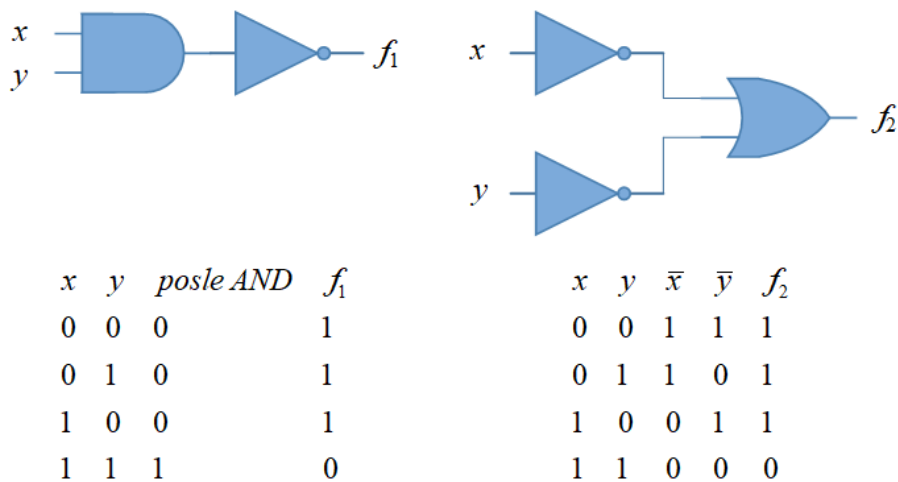 x
y
f₁
x
y
f₂
x y posle AND f₁
0 0 0 1
0 1 0 1
1 0 0 1
1 1 1 0
x y x̅ y̅ f₂
0 0 1 1 1
0 1 1 0 1
1 0 0 1 1
1 1 0 0 0